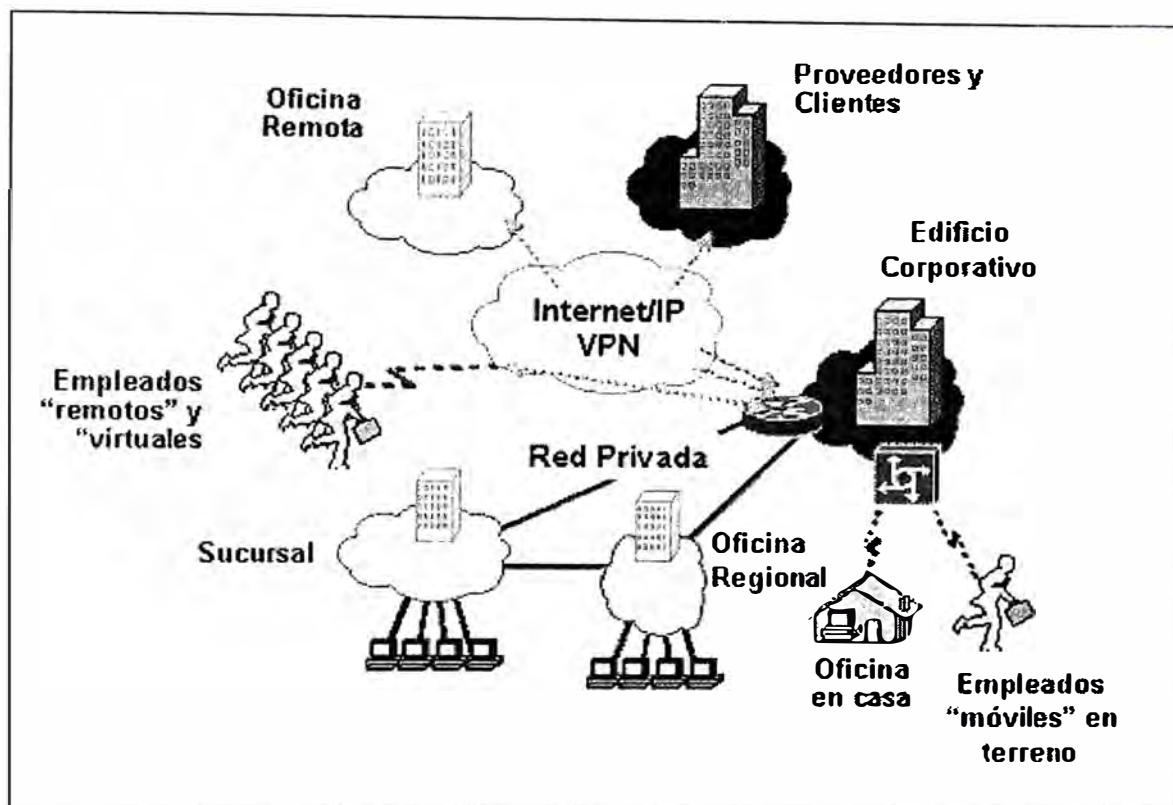 Oficina
Remota
Proveedores y
Clientes
Edificio
Corporativo
Internet/IP
VPN
Empleados
“remotos” y
“virtuales
Red Privada
Sucursal
Oficina
Regional
Oficina
en casa
Empleados
“móviles” en
terreno